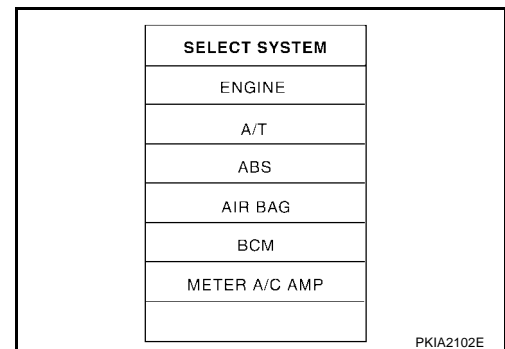 SELECT SYSTEM
ENGINE
A/T
ABS
AIR BAG
BCM
METER A/C AMP
PKIA2102E